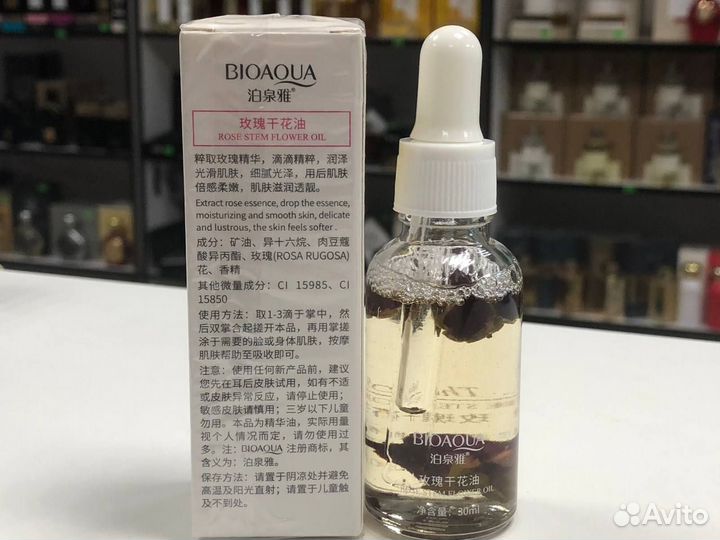 BIOAQUA
泊泉雅®
玫瑰干花油
ROSE STEM FLOWER OIL
粹取玫瑰精华，滴滴精粹，润泽
光滑肌肤，细腻光泽，用后肌肤
倍感柔嫩，肌肤滋润透靓。
Extract rose essence, drop the essence,
moisturizing and smooth skin, delicate
and lustrous, the skin feels softer .
成分：矿油、异十六烷、肉豆蔻
酸异丙酯、玫瑰(ROSA RUGOSA)
花、香精
其他微量成分：CI 15985、CI
15850
使用方法：取1-3滴于掌中，然
后双掌合起搓开本品，再用掌搓
涂于需要的脸或身体肌肤，按摩
肌肤帮助至吸收即可。
注意：使用任何新产品前，建议
您先在耳后皮肤试用，如有不适
或皮肤异常反应，请停止使用；
敏感皮肤请慎用；三岁以下儿童
勿用。本品为精华油，实际用量
视个人情况而定，请勿使用过
多。注：BIOAQUA 注册商标，其
含义为：泊泉雅。
保存方法：请置于阴凉处并避免
高温及阳光直射；请置于儿童触
及不到处。
BIOAQUA
泊泉雅®
玫瑰干花油
ROSE STEM FLOWER OIL
净含量：30ml
Avito